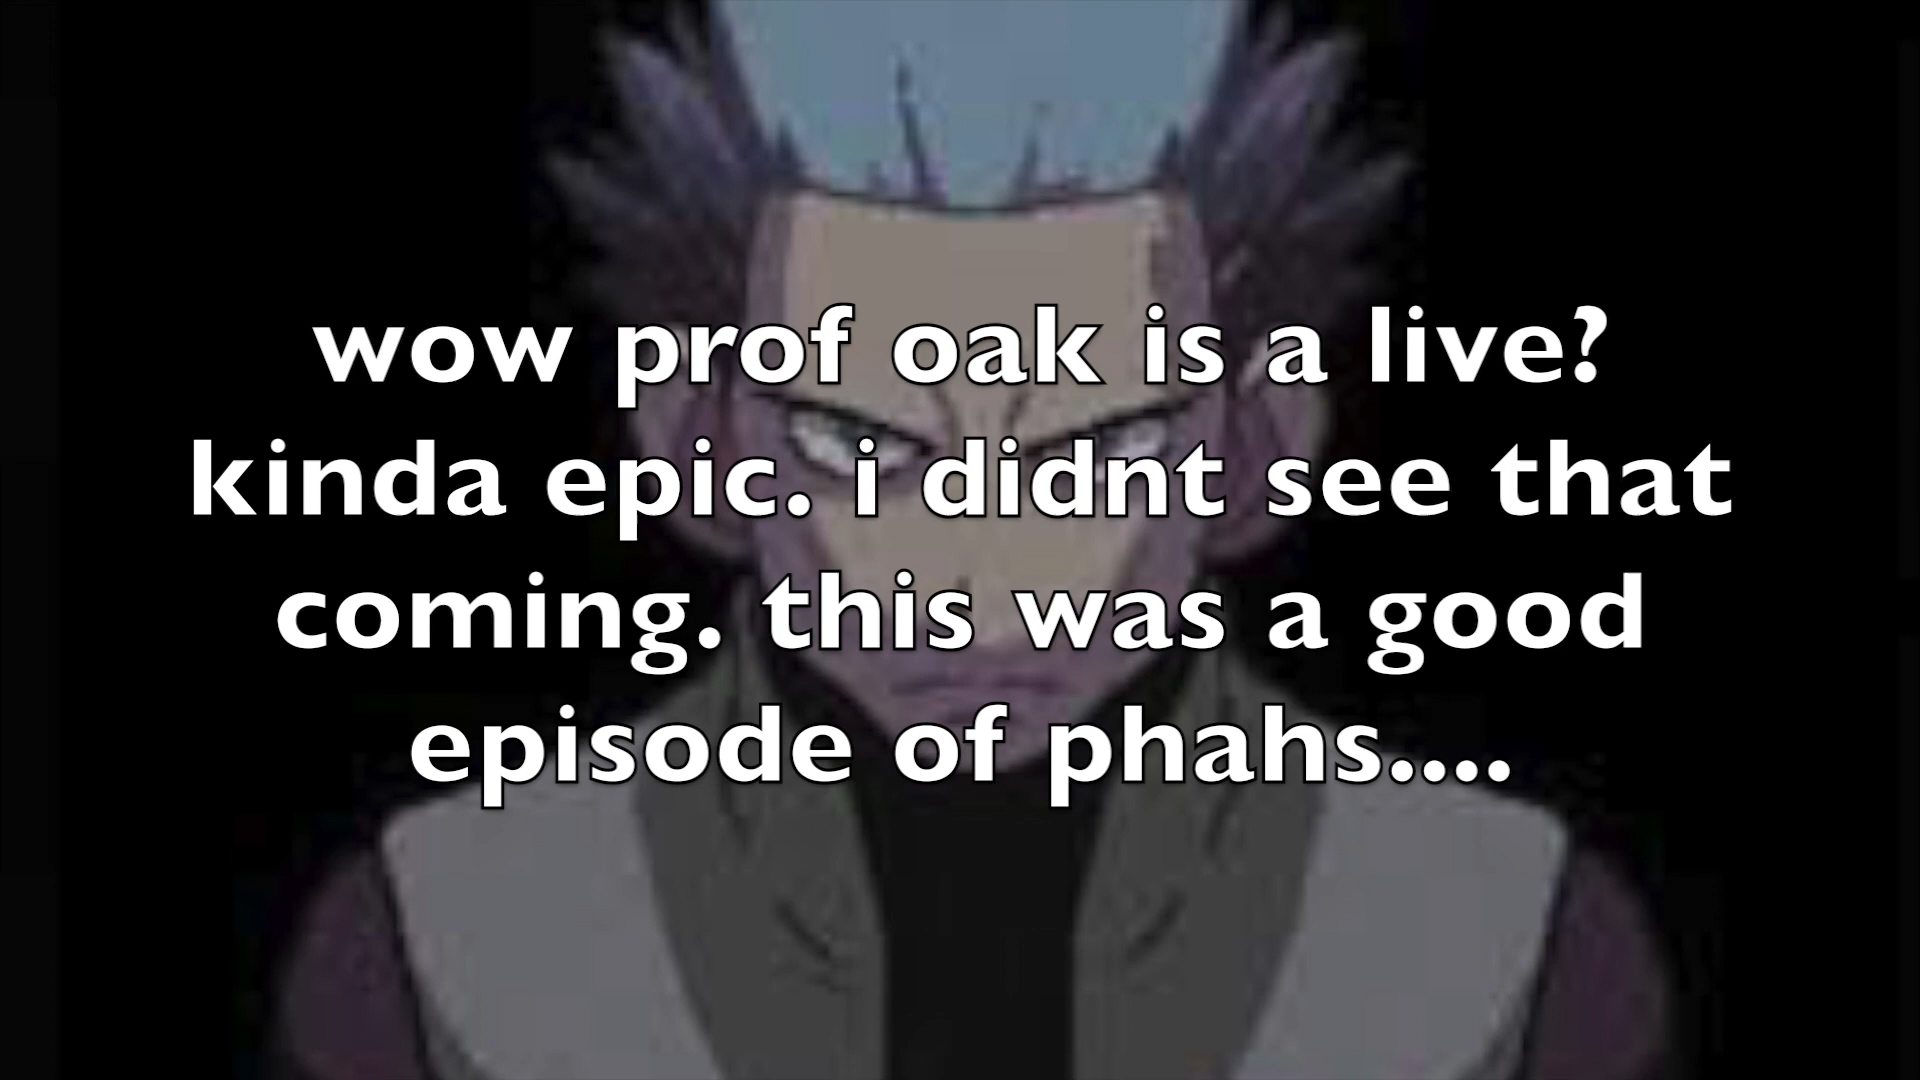 wow prof oak is a live?
kinda epic. i didnt see that
coming. this was a good
episode of phahs....